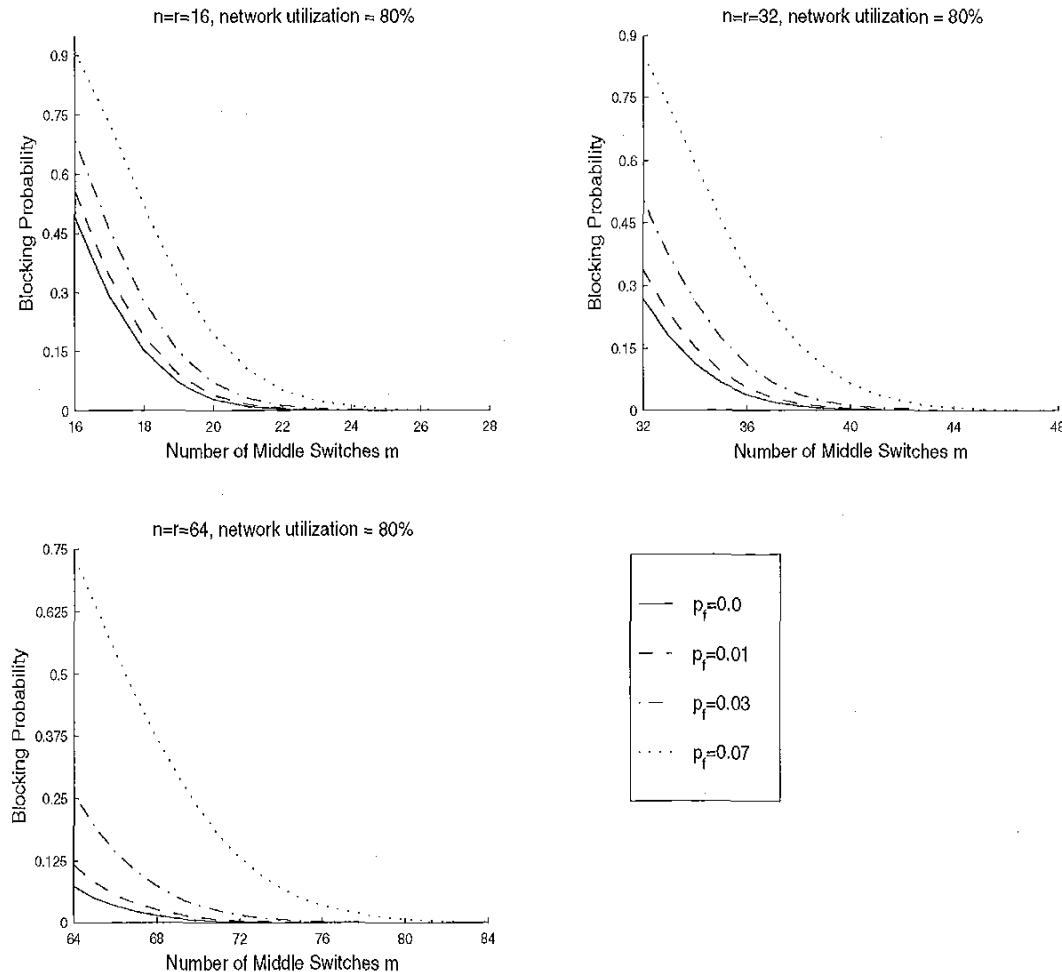 n=r=16, network utilization = 80%
0.9
0.75
0.6
0.45
0.3
0.15
0
Blocking Probability
16 18 20 22 24 26 28
Number of Middle Switches m
n=r=32, network utilization = 80%
0.9
0.75
0.6
0.45
0.3
0.15
0
Blocking Probability
32 36 40 44 48
Number of Middle Switches m
n=r=64, network utilization = 80%
0.75
0.625
0.5
0.375
0.25
0.125
0
Blocking Probability
64 68 72 76 80 84
Number of Middle Switches m
p_f=0.0
p_f=0.01
p_f=0.03
p_f=0.07